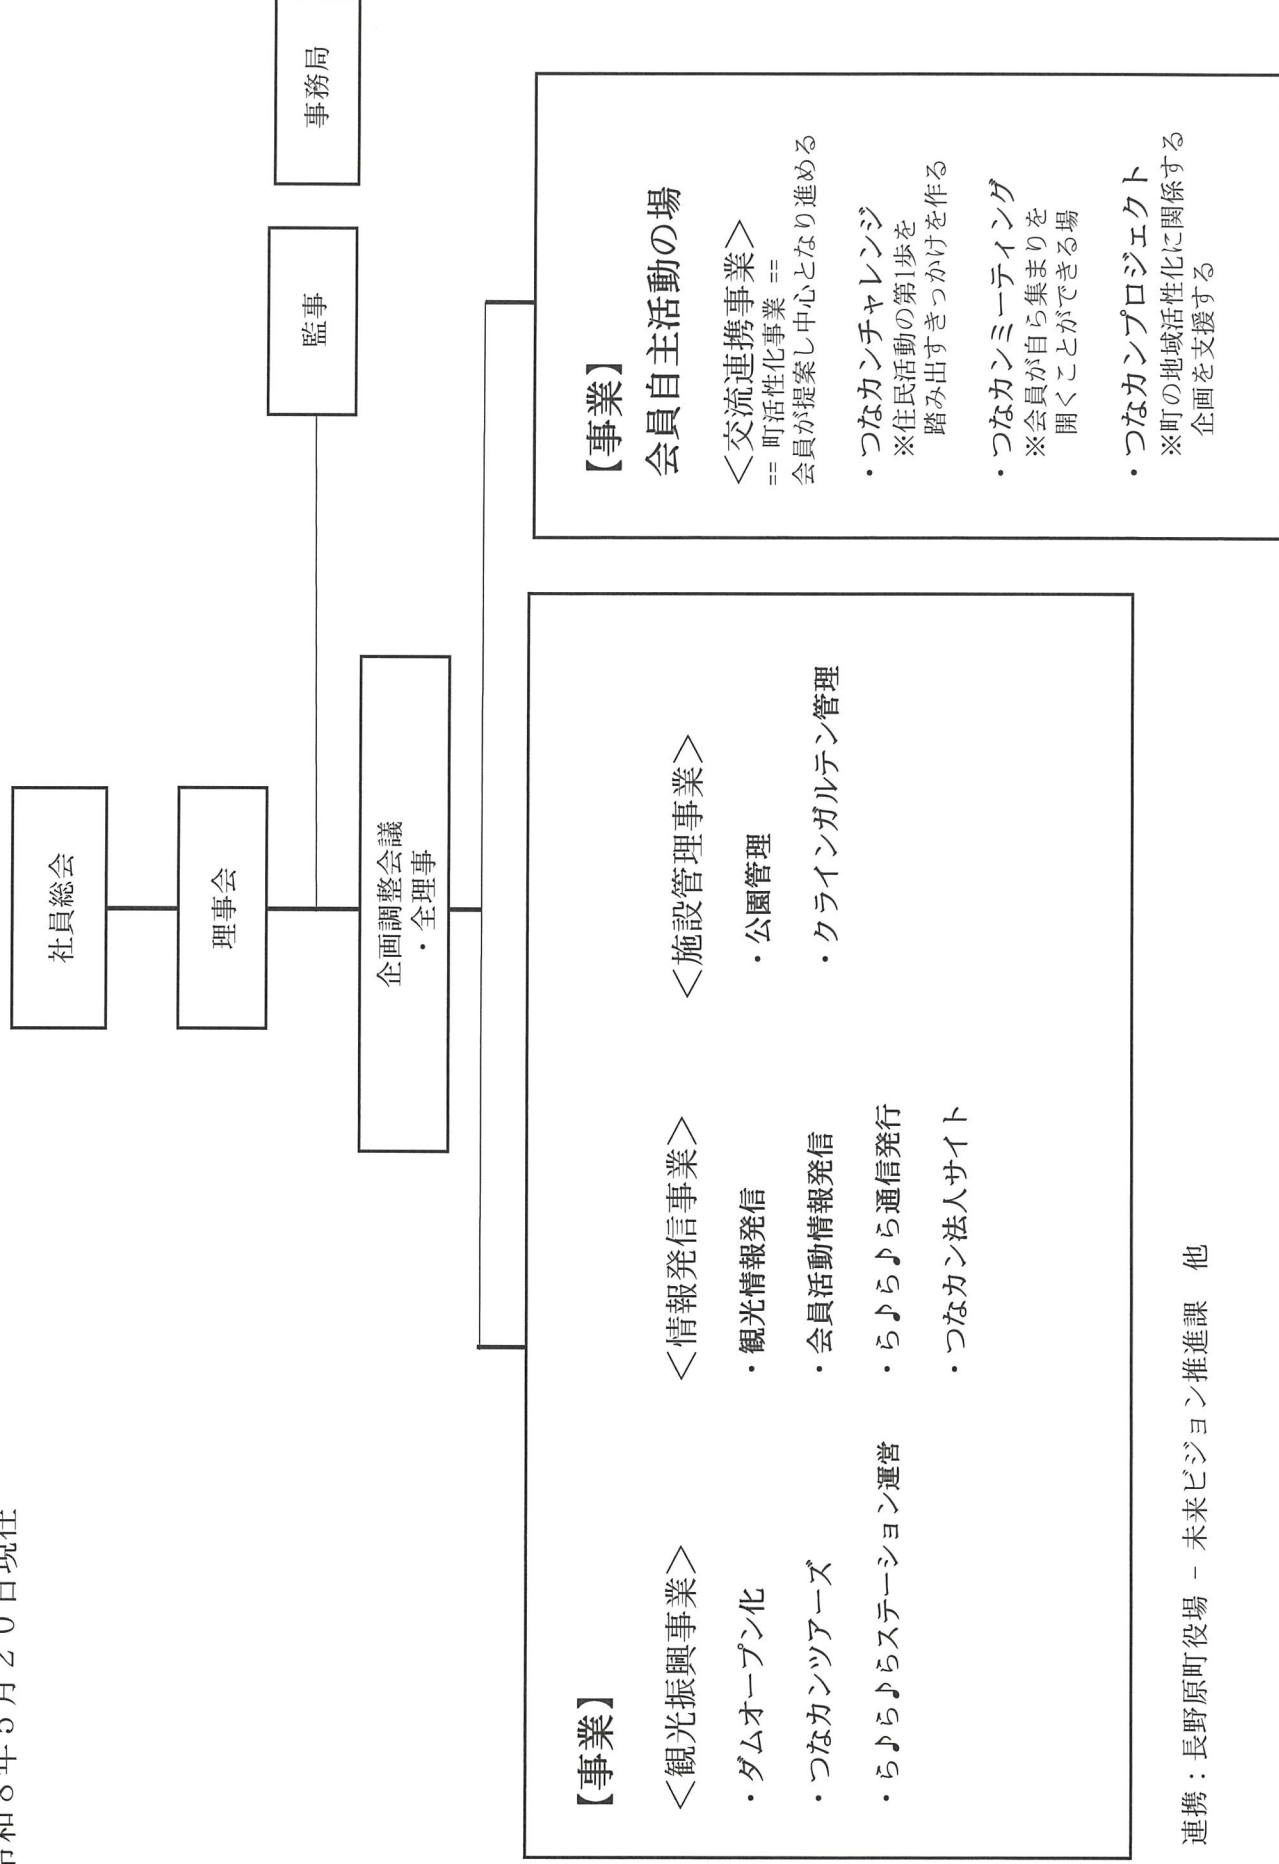 令和8年5月20日現在
社員総会
理事会
監事
事務局
企画調整会議
・全理事
【事業】
＜観光振興事業＞
・ダムオープン化
・つなカンツアーズ
・ら♪ら♪らステーション運営
＜情報発信事業＞
・観光情報発信
・会員活動情報発信
・ら♪ら♪ら通信発行
・つなカン法人サイト
＜施設管理事業＞
・公園管理
・クラインガルテン管理
【事業】
会員自主活動の場
＜交流連携事業＞
== 町活性化事業 ==
会員が提案し中心となり進める
・つなカンチャレンジ
※住民活動の第1歩を
踏み出すきっかけを作る
・つなカンミーティング
※会員が自ら集まりを
開くことができる場
・つなカンプロジェクト
※町の地域活性化に関係する
企画を支援する
連携：長野原町役場 － 未来ビジョン推進課　他